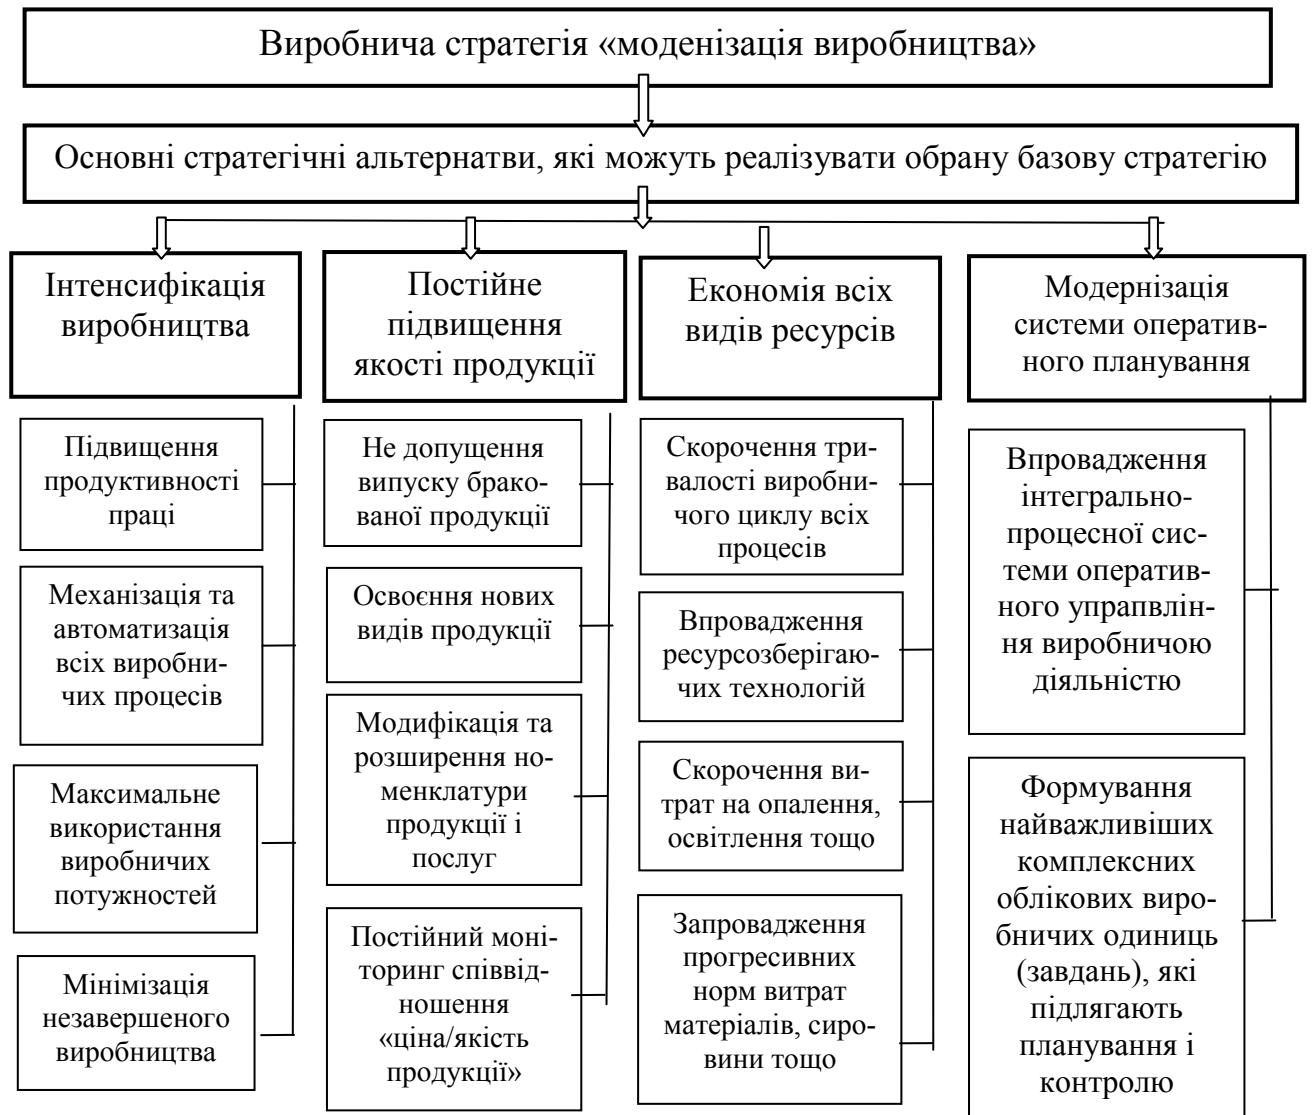 Виробнича стратегія «моденізація виробництва»
Основні стратегічні альтернатви, які можуть реалізувати обрану базову стратегію
Інтенсифікація
виробництва
Підвищення
продуктивності
праці
Механізація та
автоматизація
всіх виробни-
чих процесів
Максимальне
використання
виробничих
потужностей
Мінімізація
незавершеного
виробництва
Постійне
підвищення
якості продукції
Не допущення
випуску брако-
ваної продукції
Освоєння нових
видів продукції
Модифікація та
розширення но-
менклатури
продукції і
послуг
Постійний моні-
торинг співвід-
ношення
«ціна/якість
продукції»
Економія всіх
видів ресурсів
Скорочення три-
валості виробни-
чого циклу всіх
процесів
Впровадження
ресурсозберігаю-
чих технологій
Скорочення ви-
трат на опалення,
освітлення тощо
Запровадження
прогресивних
норм витрат
матеріалів, сиро-
вини тощо
Модернізація
системи оператив-
ного планування
Впровадження
інтегрально-
процесної сис-
теми оператив-
ного упрапвлін-
ня виробничою
діяльністю
Формування
найважливіших
комплексних
облікових виро-
бничих одиниць
(завдань), які
підлягають
планування і
контролю